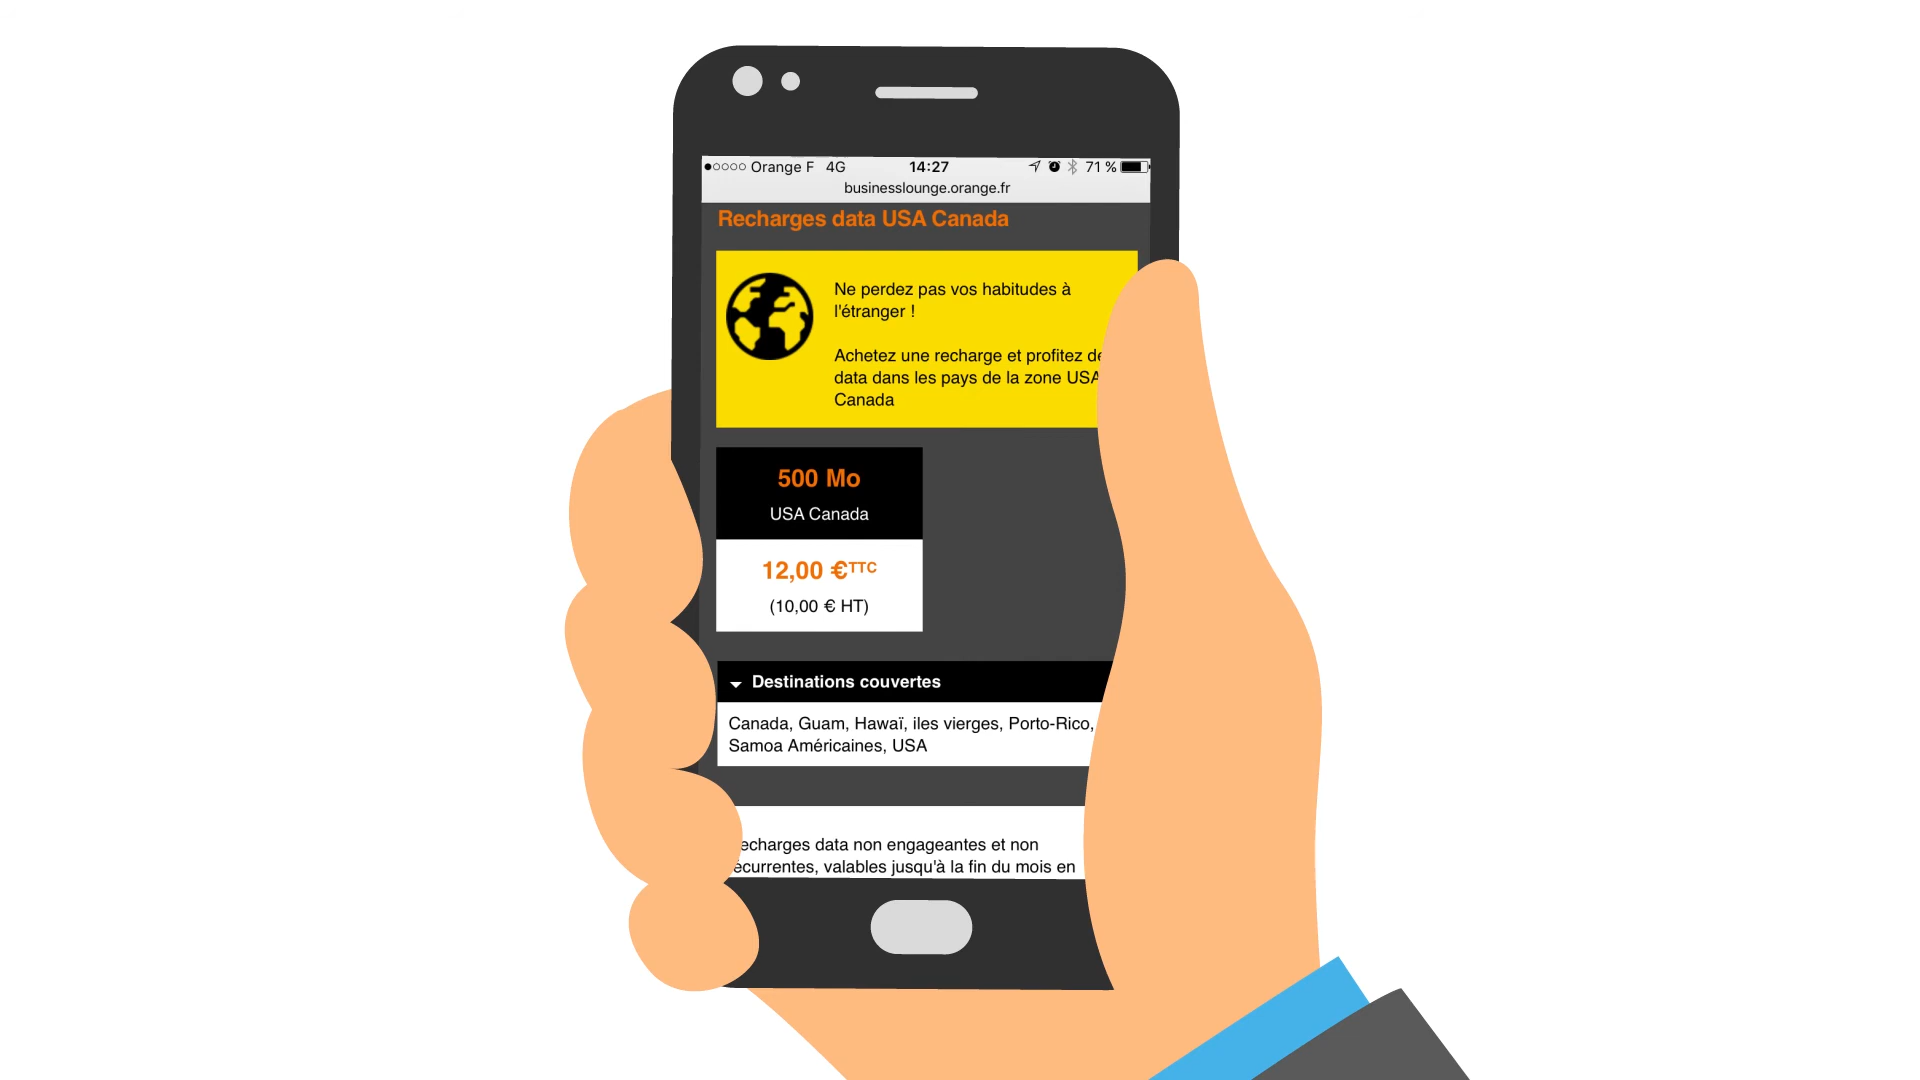 Orange F 4G 14:27 71 %
businesslounge.orange.fr
Recharges data USA Canada
Ne perdez pas vos habitudes à
l'étranger !
Achetez une recharge et profitez de
data dans les pays de la zone USA
Canada
500 Mo
USA Canada
12,00 €TTC
(10,00 € HT)
Destinations couvertes
Canada, Guam, Hawaï, iles vierges, Porto-Rico,
Samoa Américaines, USA
echarges data non engageantes et non
écurrentes, valables jusqu'à la fin du mois en